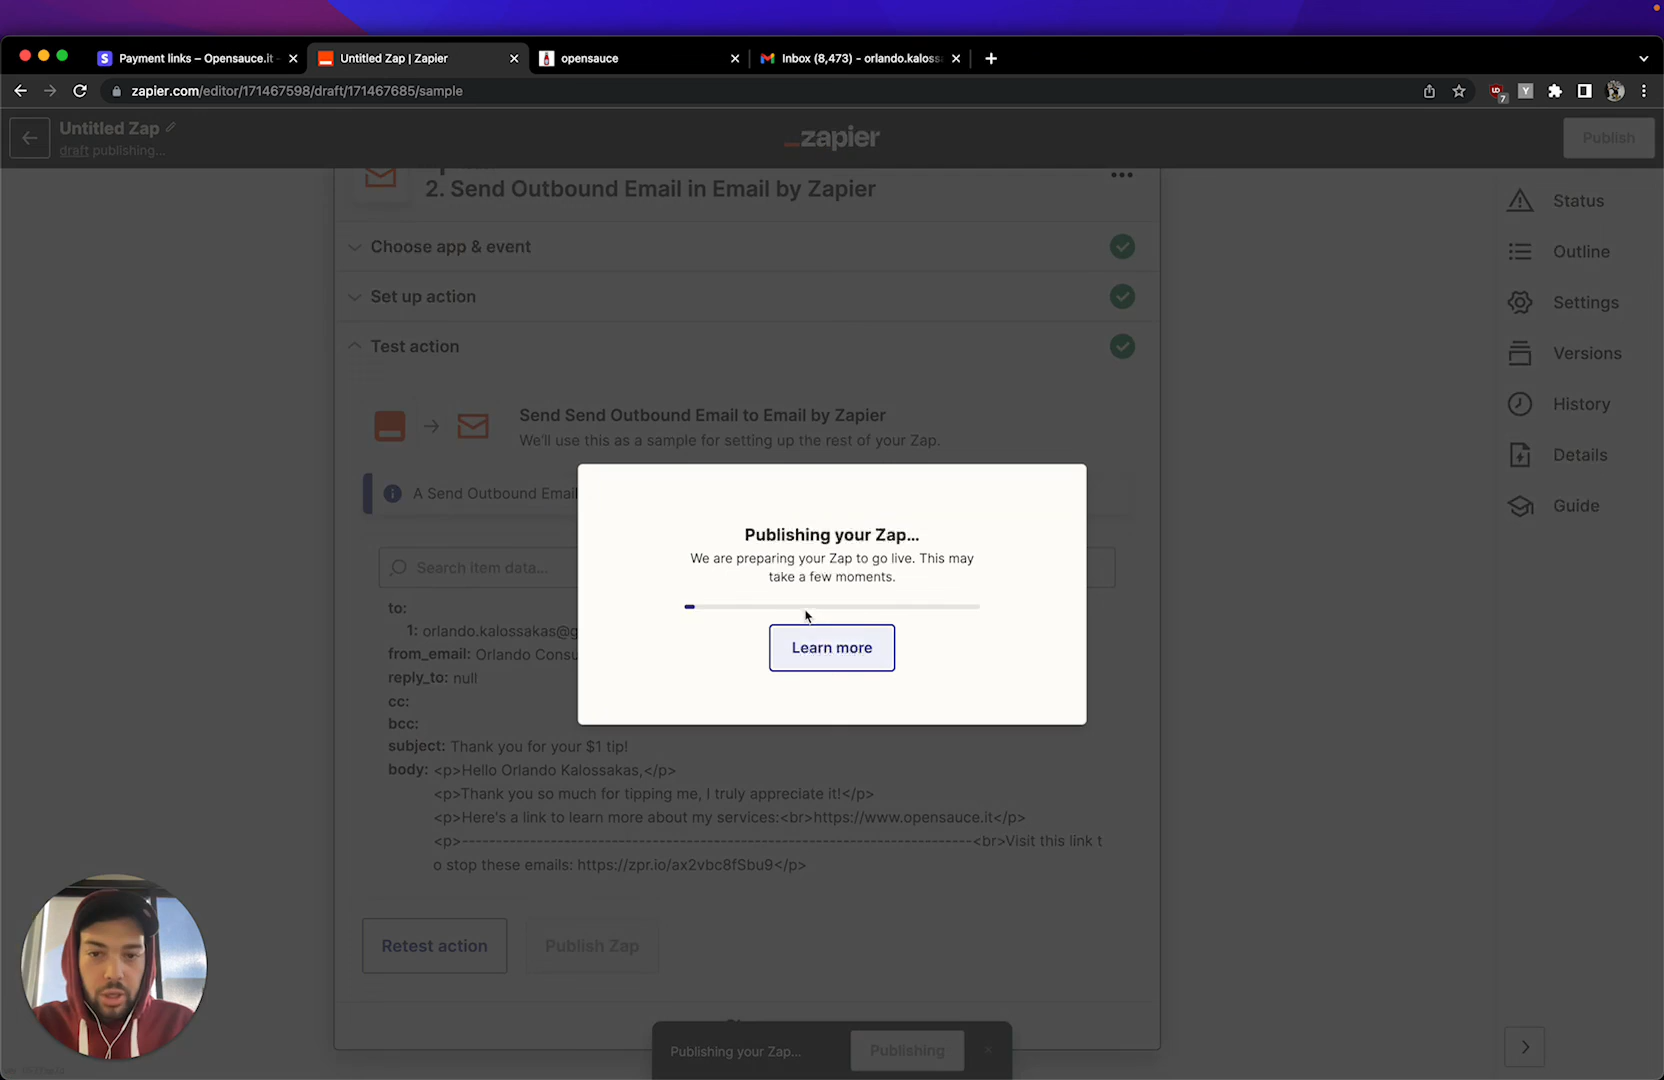 Payment links – Opensauce.it
Untitled Zap | Zapier
opensauce
Inbox (8,473) - orlando.kaloss
zapier.com/editor/171467598/draft/171467685/sample
7
Y
Untitled Zap
draft publishing...
zapier
Publish
2. Send Outbound Email in Email by Zapier
Choose app & event
Set up action
Test action
Send Send Outbound Email to Email by Zapier
We'll use this as a sample for setting up the rest of your Zap.
A Send Outbound Email
Search item data...
to:
1: orlando.kalossakas@g
from_email: Orlando Consu
reply_to: null
cc:
bcc:
subject: Thank you for your $1 tip!
body: <p>Hello Orlando Kalossakas,</p>
<p>Thank you so much for tipping me, I truly appreciate it!</p>
<p>Here's a link to learn more about my services:<br>https://www.opensauce.it</p>
<p>----------------------------------------------------------------------<br>Visit this link t
o stop these emails: https://zpr.io/ax2vbc8fSbu9</p>
Retest action
Publish Zap
Publishing your Zap...
We are preparing your Zap to go live. This may
take a few moments.
Learn more
Publishing your Zap...
Publishing
Status
Outline
Settings
Versions
History
Details
Guide